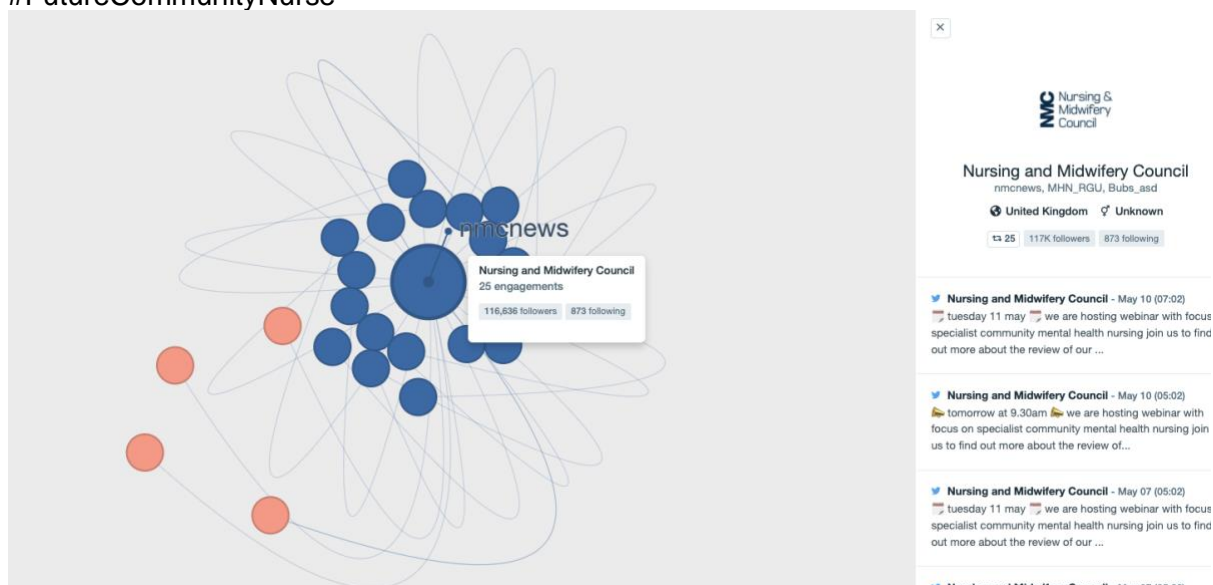 #FutureCommunityNurse
nmcnews
Nursing and Midwifery Council
25 engagements
116,636 followers 873 following
×
NMC Nursing &
Midwifery
Council
Nursing and Midwifery Council
nmcnews, MHN_RGU, Bubs_asd
United Kingdom Unknown
25 117K followers 873 following
Nursing and Midwifery Council - May 10 (07:02)
tuesday 11 may we are hosting webinar with focus
specialist community mental health nursing join us to find
out more about the review of our ...
Nursing and Midwifery Council - May 10 (05:02)
tomorrow at 9.30am we are hosting webinar with
focus on specialist community mental health nursing join
us to find out more about the review of...
Nursing and Midwifery Council - May 07 (05:02)
tuesday 11 may we are hosting webinar with focus
specialist community mental health nursing join us to find
out more about the review of our ...